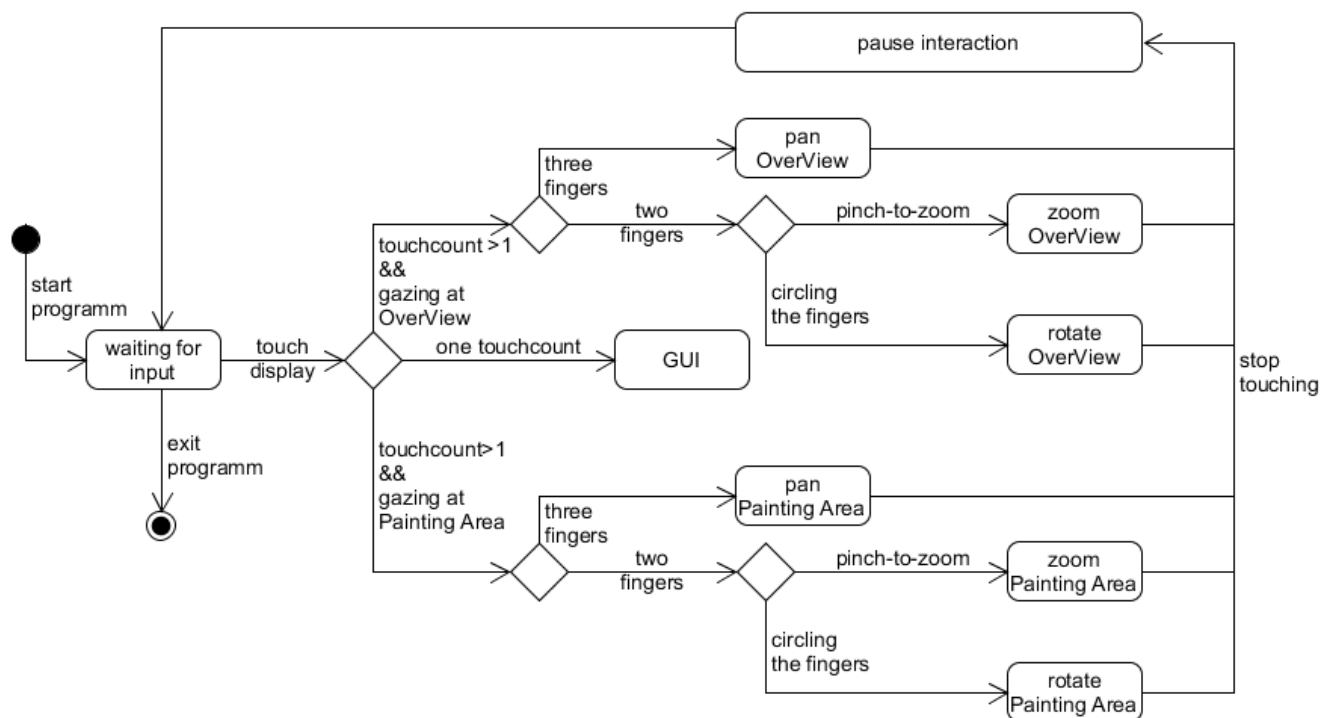 pause interaction
three
fingers
pan
OverView
two
fingers
pinch-to-zoom
zoom
OverView
touchcount >1
&&
gazing at
OverView
circling
the fingers
rotate
OverView
start
programm
waiting for
input
touch
display
one touchcount
GUI
stop
touching
exit
programm
touchcount>1
&&
gazing at
Painting Area
three
fingers
pan
Painting Area
two
fingers
pinch-to-zoom
zoom
Painting Area
circling
the fingers
rotate
Painting Area